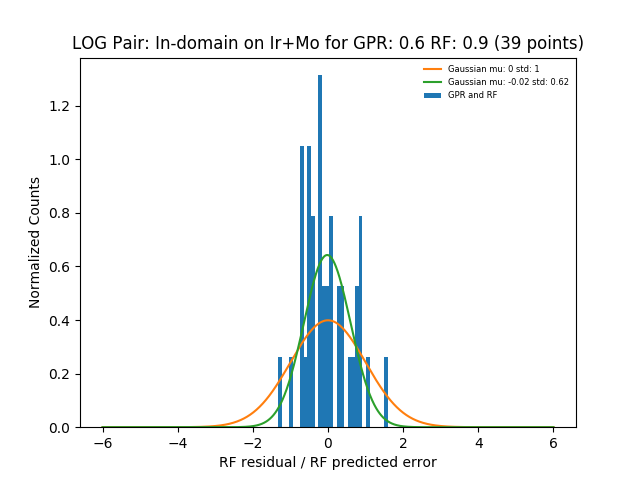 LOG Pair: In-domain on Ir+Mo for GPR: 0.6 RF: 0.9 (39 points)
Gaussian mu: 0 std: 1
Gaussian mu: -0.02 std: 0.62
GPR and RF
Normalized Counts
1.2
1.0
0.8
0.6
0.4
0.2
0.0
−6 −4 −2 0 2 4 6
RF residual / RF predicted error